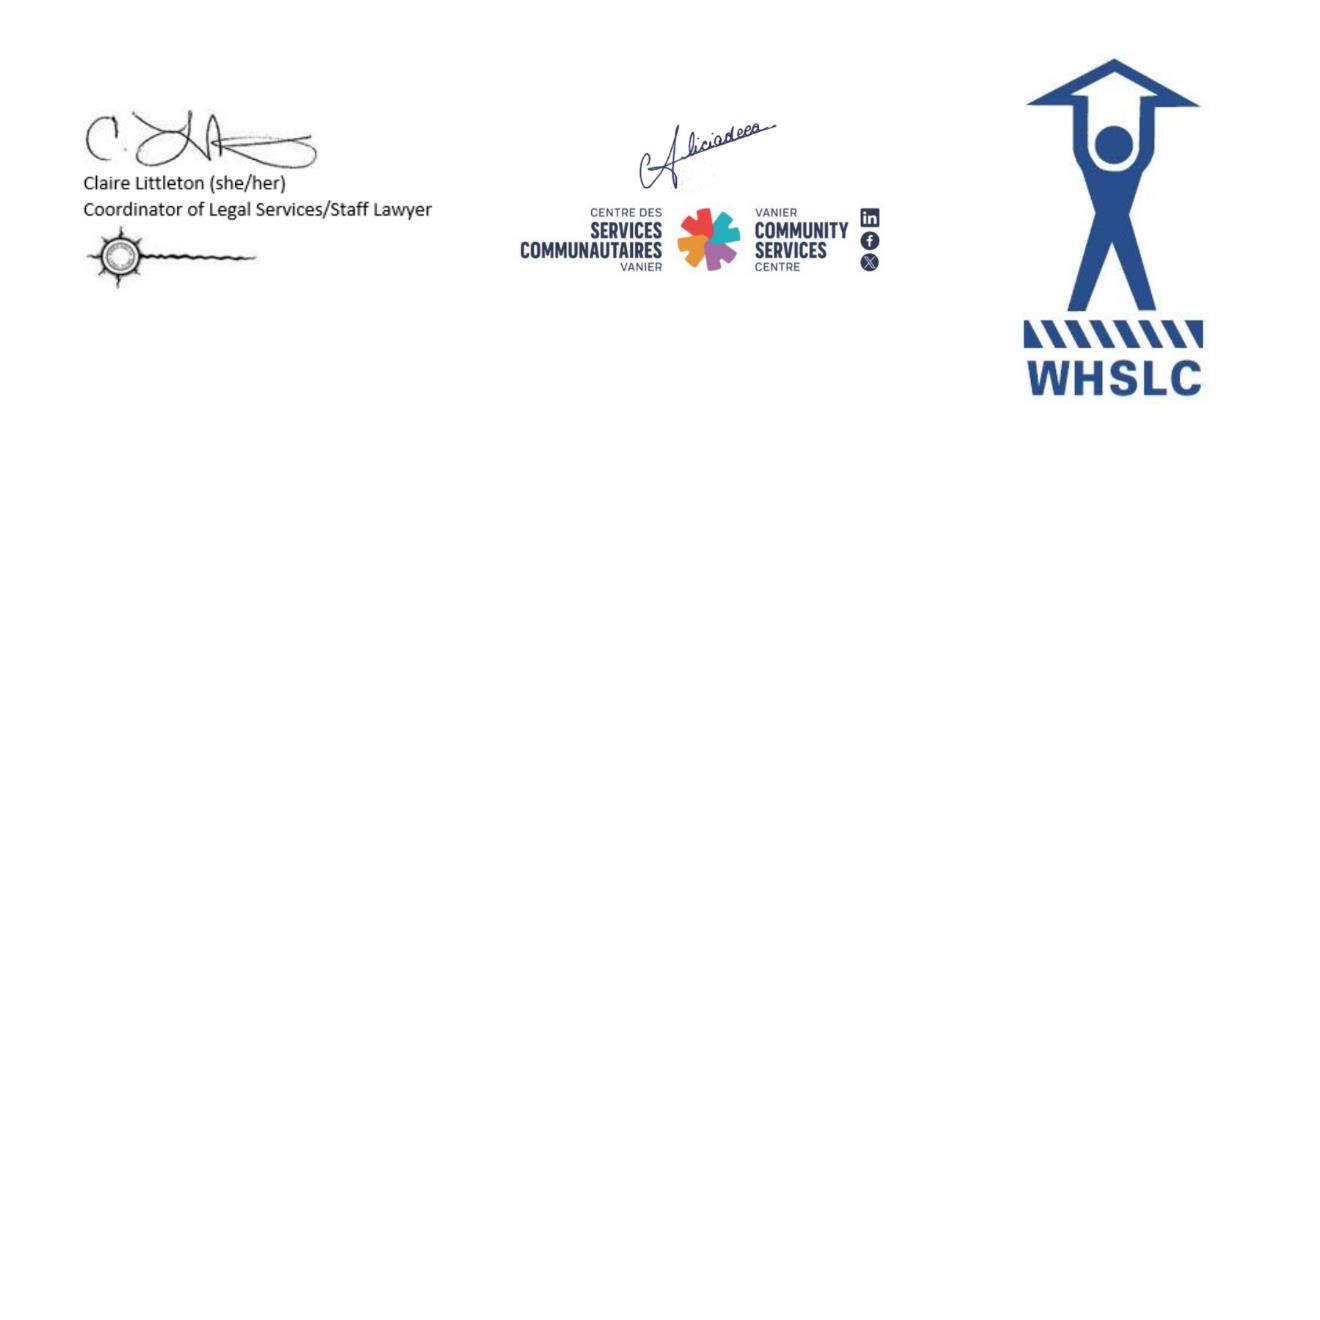 Claire Littleton (she/her)
Coordinator of Legal Services/Staff Lawyer
CENTRE DES
SERVICES
COMMUNAUTAIRES
VANIER
VANIER
COMMUNITY
SERVICES
CENTRE
in
f
X
WHSLC